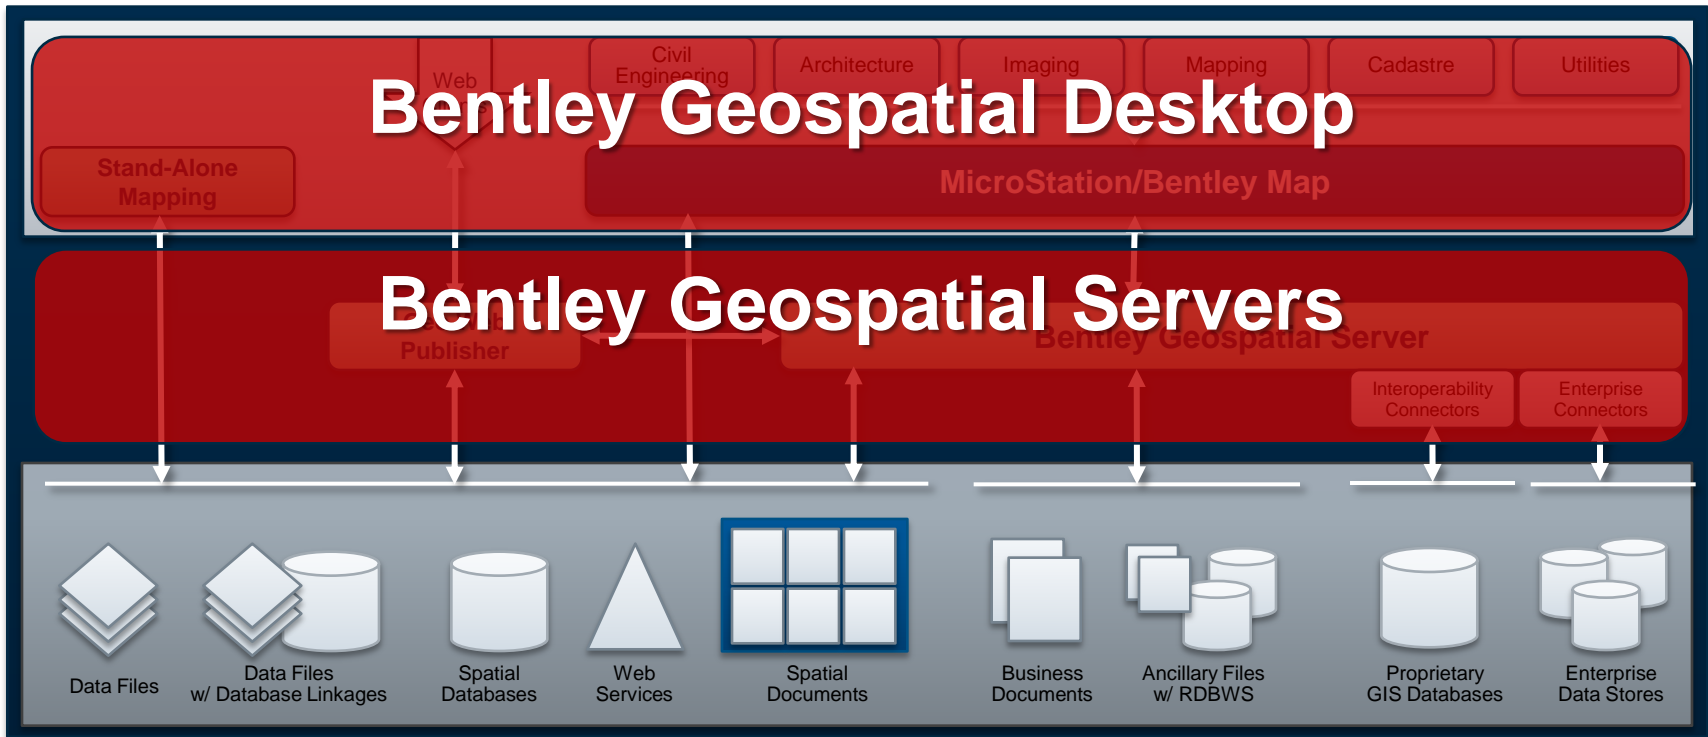 Civil
Engineering
Architecture
Imaging
Mapping
Cadastre
Utilities
Web
Bentley Geospatial Desktop
Stand-Alone
Mapping
MicroStation/Bentley Map
Bentley Geospatial Servers
Publisher
Bentley Geospatial Server
Interoperability
Connectors
Enterprise
Connectors
Data Files
Data Files
w/ Database Linkages
Spatial
Databases
Web
Services
Spatial
Documents
Business
Documents
Ancillary Files
w/ RDBWS
Proprietary
GIS Databases
Enterprise
Data Stores